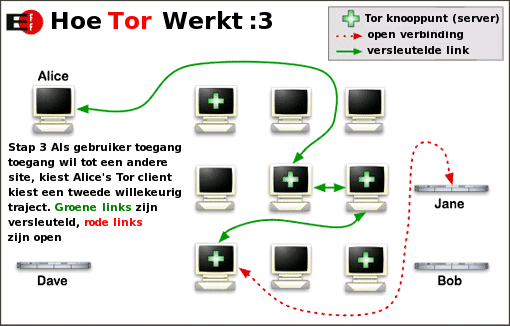 E f f
Hoe Tor Werkt :3
Tor knooppunt (server)
open verbinding
versleutelde link
Alice
Stap 3 Als gebruiker toegang
toegang wil tot een andere
site, kiest Alice's Tor client
kiest een tweede willekeurig
traject. Groene links zijn
versleuteld, rode links
zijn open
Jane
Dave
Bob